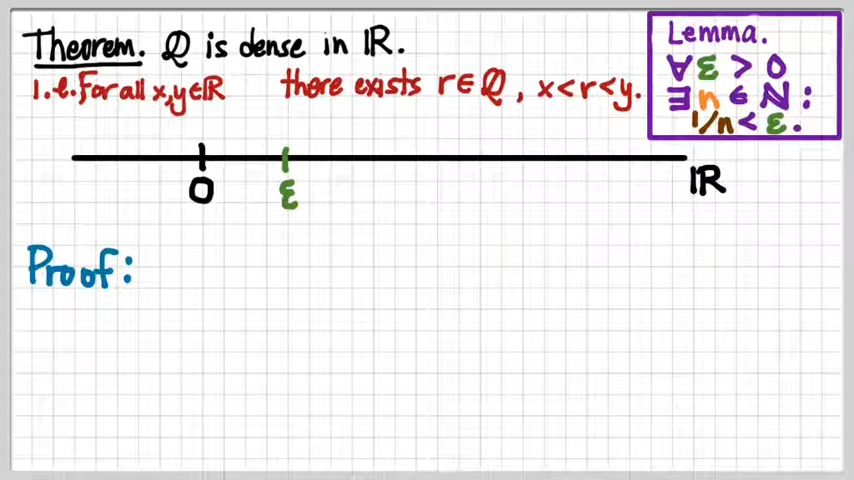 Theorem. ℚ is dense in ℝ.
I.e. For all x,y∈ℝ there exists r∈ℚ, x<r<y.
Lemma.
∀ ε > 0
∃ n ∈ ℕ:
1/n < ε.
0 ε ℝ
Proof: